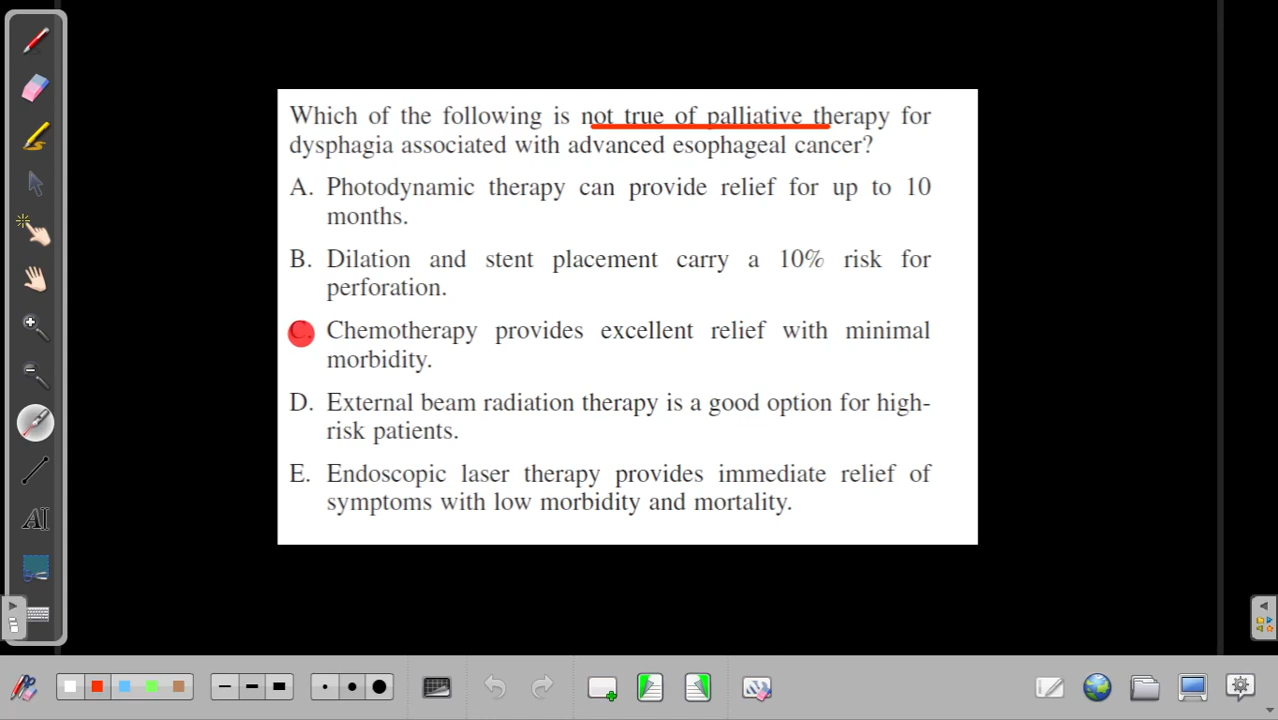 Which of the following is not true of palliative therapy for
dysphagia associated with advanced esophageal cancer?
A. Photodynamic therapy can provide relief for up to 10
months.
B. Dilation and stent placement carry a 10% risk for
perforation.
C. Chemotherapy provides excellent relief with minimal
morbidity.
D. External beam radiation therapy is a good option for high-
risk patients.
E. Endoscopic laser therapy provides immediate relief of
symptoms with low morbidity and mortality.
AI